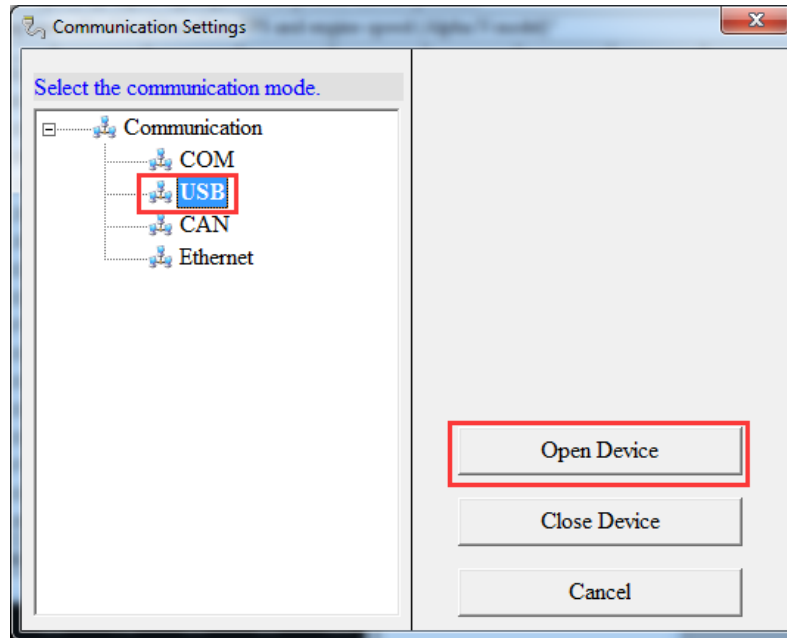 Communication Settings
Select the communication mode.
Communication
COM
USB
CAN
Ethernet
Open Device
Close Device
Cancel